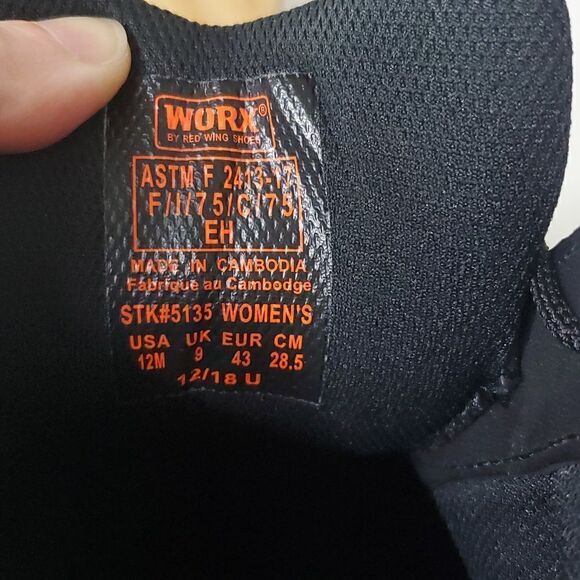 WORX®
BY RED WING SHOES
ASTM F 2413-17
F/I/75/C/75
EH
MADE IN CAMBODIA
Fabriqué au Cambodge
STK#5135 WOMEN'S
USA UK EUR CM
12M 9 43 28.5
12/18 U